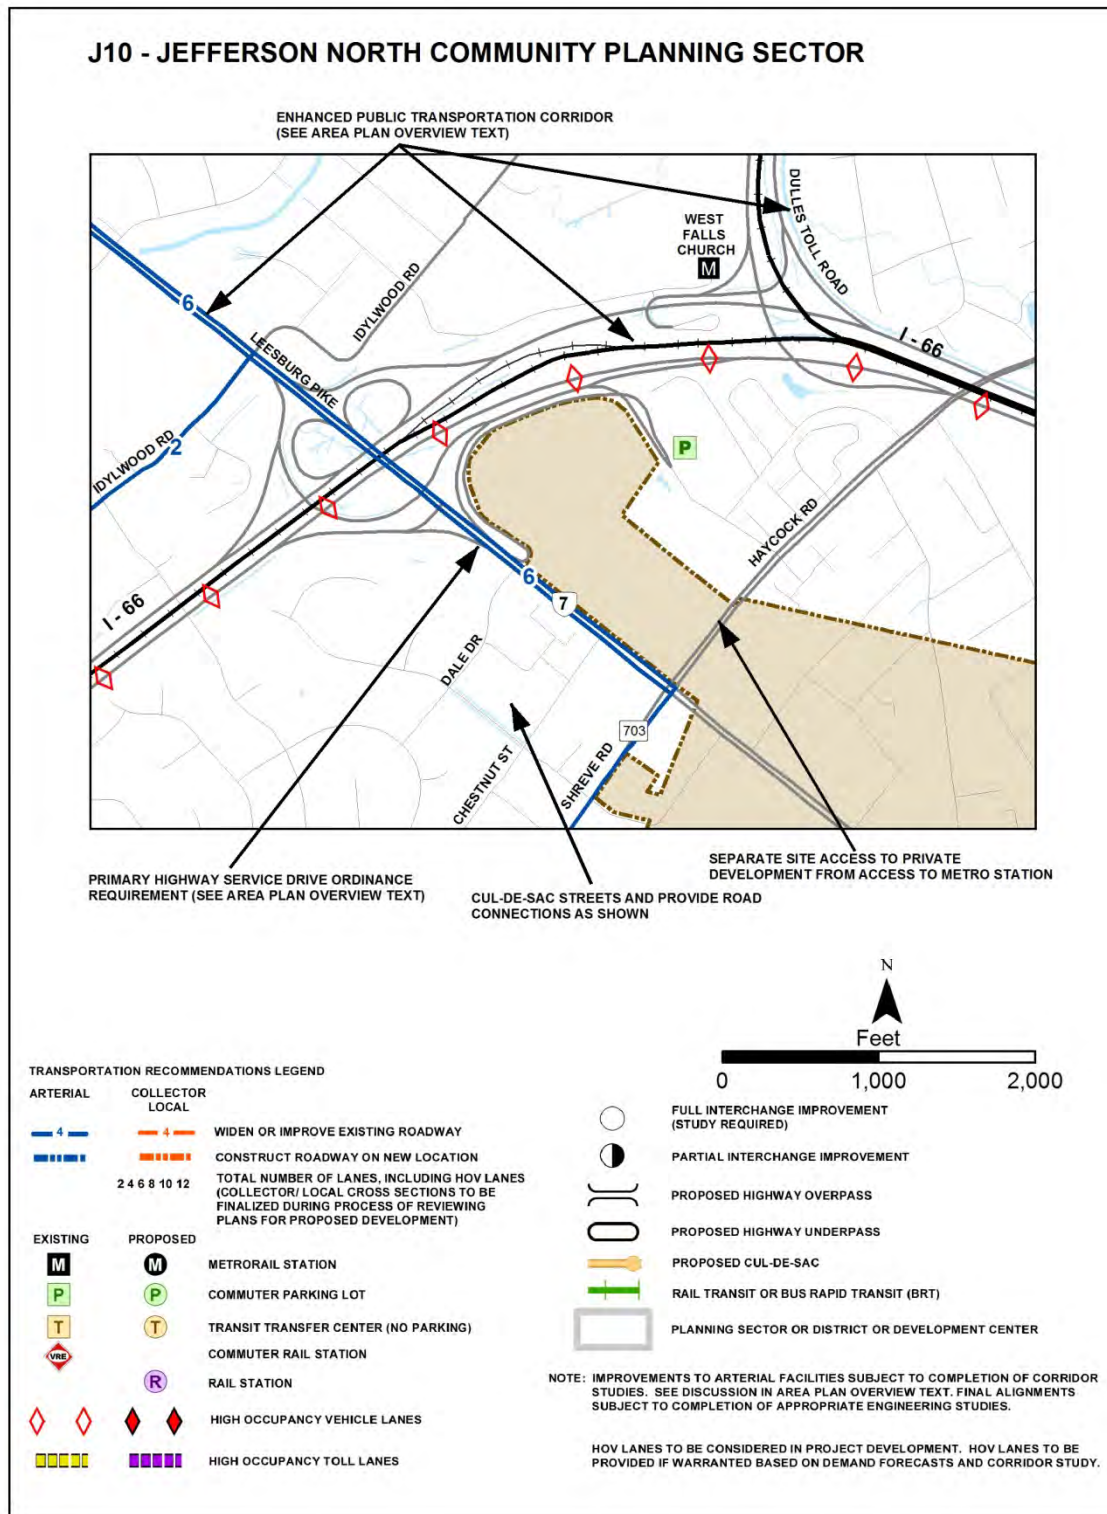 J10 - JEFFERSON NORTH COMMUNITY PLANNING SECTOR
ENHANCED PUBLIC TRANSPORTATION CORRIDOR
(SEE AREA PLAN OVERVIEW TEXT)
WEST
FALLS
CHURCH
M
DULLES TOLL ROAD
IDYLWOOD RD
6
LEESBURG PIKE
I - 66
IDYLWOOD RD
2
P
HAYCOCK RD
I - 66
6
7
DALE DR
703
CHESTNUT ST
SHREVE RD
PRIMARY HIGHWAY SERVICE DRIVE ORDINANCE
REQUIREMENT (SEE AREA PLAN OVERVIEW TEXT)
CUL-DE-SAC STREETS AND PROVIDE ROAD
CONNECTIONS AS SHOWN
SEPARATE SITE ACCESS TO PRIVATE
DEVELOPMENT FROM ACCESS TO METRO STATION
N
Feet
0 1,000 2,000
TRANSPORTATION RECOMMENDATIONS LEGEND
ARTERIAL COLLECTOR
LOCAL
4 4 WIDEN OR IMPROVE EXISTING ROADWAY
CONSTRUCT ROADWAY ON NEW LOCATION
2 4 6 8 10 12 TOTAL NUMBER OF LANES, INCLUDING HOV LANES
(COLLECTOR/ LOCAL CROSS SECTIONS TO BE
FINALIZED DURING PROCESS OF REVIEWING
PLANS FOR PROPOSED DEVELOPMENT)
EXISTING PROPOSED
M M METRORAIL STATION
P P COMMUTER PARKING LOT
T T TRANSIT TRANSFER CENTER (NO PARKING)
VRE COMMUTER RAIL STATION
R RAIL STATION
HIGH OCCUPANCY VEHICLE LANES
HIGH OCCUPANCY TOLL LANES
FULL INTERCHANGE IMPROVEMENT
(STUDY REQUIRED)
PARTIAL INTERCHANGE IMPROVEMENT
PROPOSED HIGHWAY OVERPASS
PROPOSED HIGHWAY UNDERPASS
PROPOSED CUL-DE-SAC
RAIL TRANSIT OR BUS RAPID TRANSIT (BRT)
PLANNING SECTOR OR DISTRICT OR DEVELOPMENT CENTER
NOTE: IMPROVEMENTS TO ARTERIAL FACILITIES SUBJECT TO COMPLETION OF CORRIDOR
STUDIES. SEE DISCUSSION IN AREA PLAN OVERVIEW TEXT. FINAL ALIGNMENTS
SUBJECT TO COMPLETION OF APPROPRIATE ENGINEERING STUDIES.
HOV LANES TO BE CONSIDERED IN PROJECT DEVELOPMENT. HOV LANES TO BE
PROVIDED IF WARRANTED BASED ON DEMAND FORECASTS AND CORRIDOR STUDY.